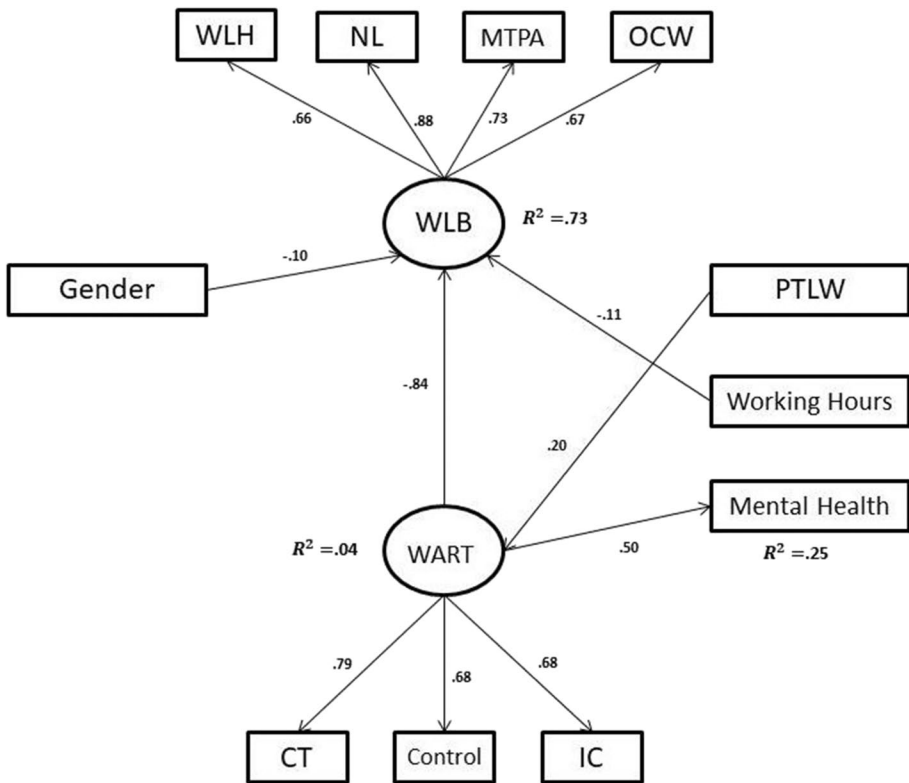 WLH NL MTPA OCW
.66 .88 .73 .67
WLB R² =.73
-.10
Gender PTLW
-.11
-.84
Working Hours
.20
Mental Health
R² =.04 WART .50 R² =.25
.79 .68 .68
CT Control IC